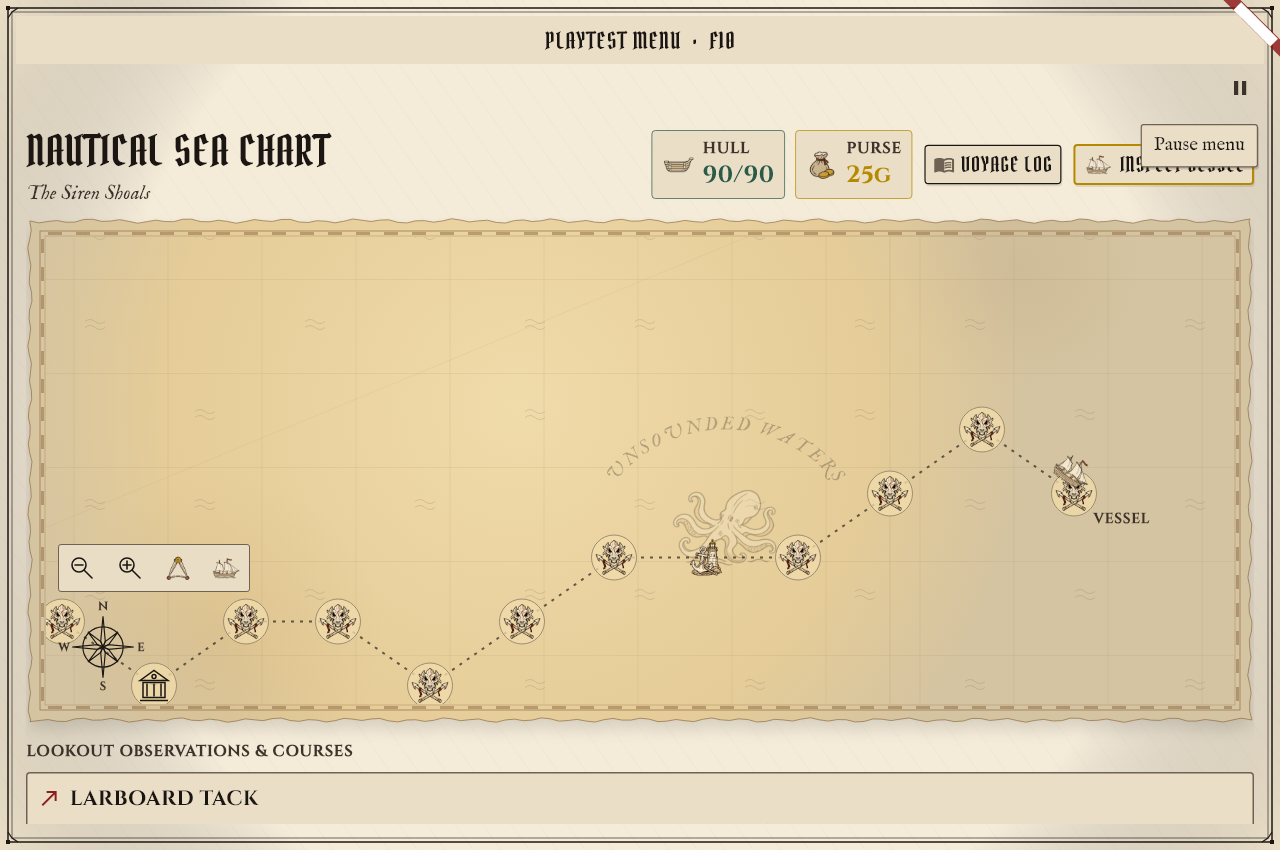 PLAYTEST MENU · F10
NAUTICAL SEA CHART
The Siren Shoals
HULL
90/90
PURSE
25G
VOYAGE LOG
Pause menu
UNSOUNDED WATERS
VESSEL
N
W
E
S
LOOKOUT OBSERVATIONS & COURSES
LARBOARD TACK